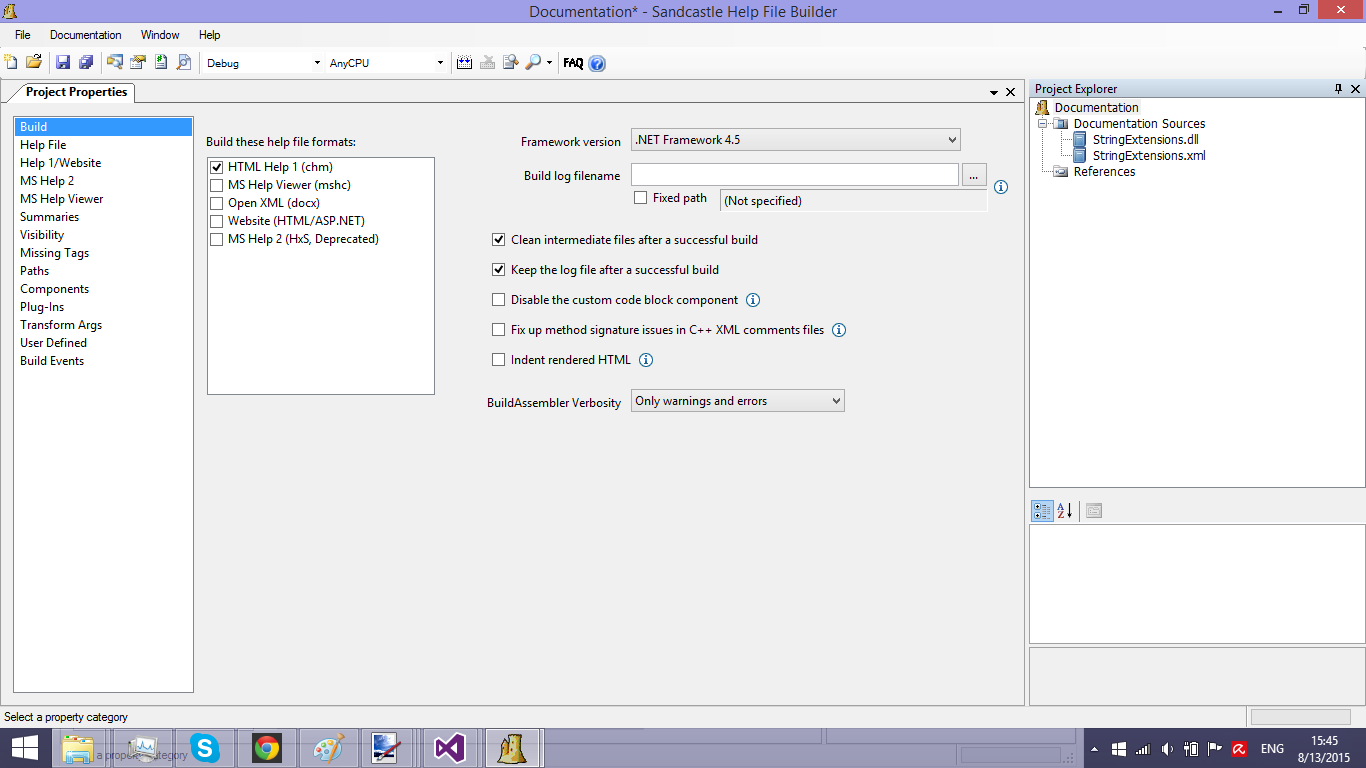 Documentation* - Sandcastle Help File Builder
File Documentation Window Help
Debug AnyCPU FAQ
Project Properties
Build
Help File
Help 1/Website
MS Help 2
MS Help Viewer
Summaries
Visibility
Missing Tags
Paths
Components
Plug-Ins
Transform Args
User Defined
Build Events
Build these help file formats:
HTML Help 1 (chm)
MS Help Viewer (mshc)
Open XML (docx)
Website (HTML/ASP.NET)
MS Help 2 (HxS, Deprecated)
Framework version .NET Framework 4.5
Build log filename ...
Fixed path (Not specified)
Clean intermediate files after a successful build
Keep the log file after a successful build
Disable the custom code block component
Fix up method signature issues in C++ XML comments files
Indent rendered HTML
BuildAssembler Verbosity Only warnings and errors
Project Explorer
Documentation
Documentation Sources
StringExtensions.dll
StringExtensions.xml
References
A
Z
Select a property category
a property category
ENG
15:45
8/13/2015